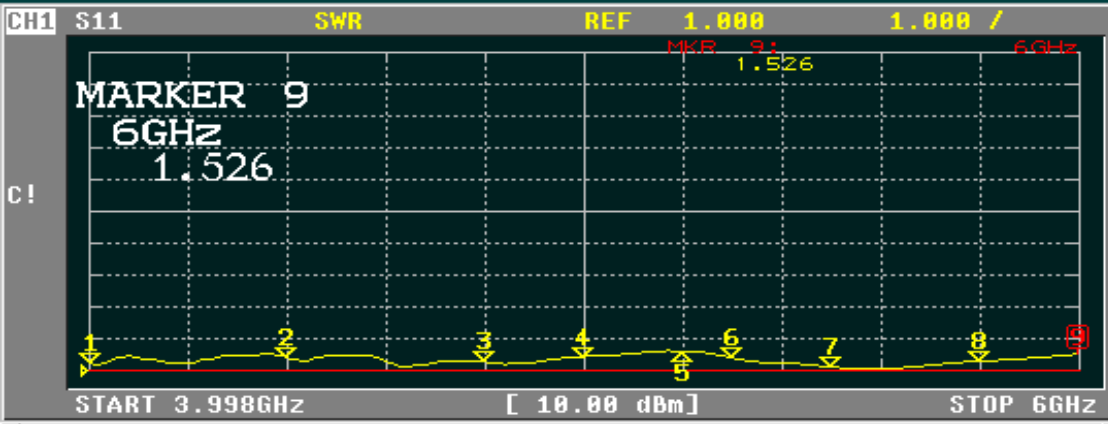 CH1 S11 SWR REF 1.000 1.000 /
MKR 9: 6GHz
1.526
MARKER 9
6GHz
1.526
C!
1 2 3 4 5 6 7 8 9
START 3.998GHz [ 10.00 dBm] STOP 6GHz